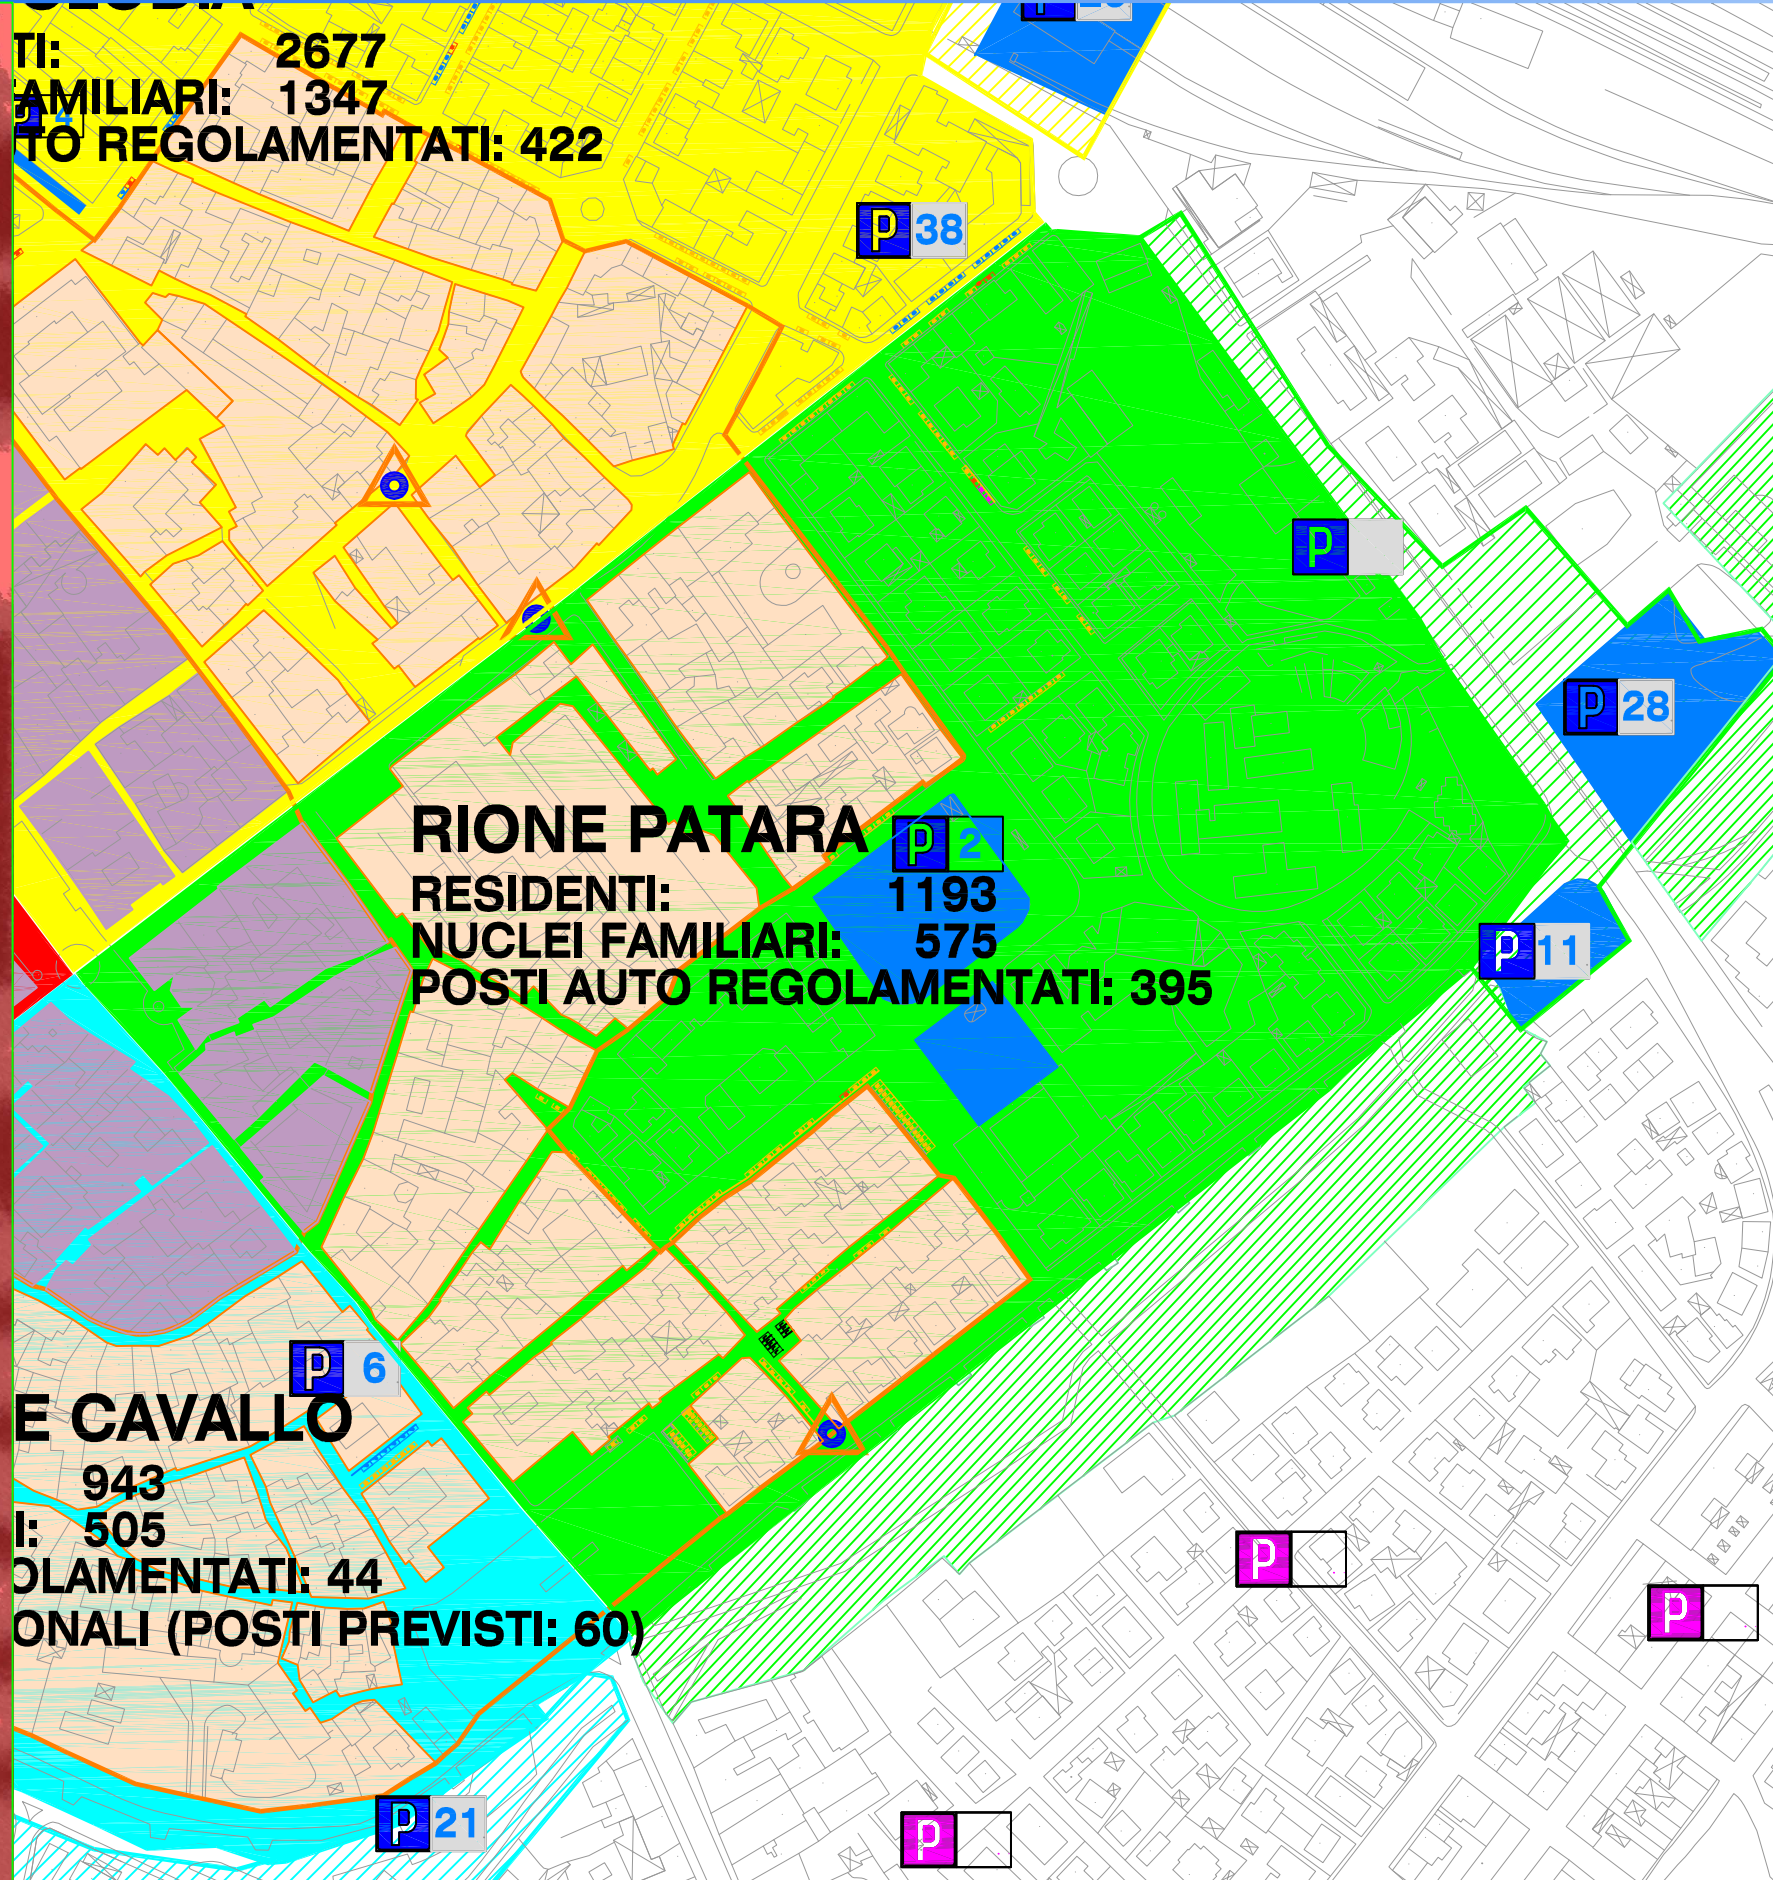 TI: 2677
AMILIARI: 1347
P 4
TO REGOLAMENTATI: 422
P 38
P
P 28
RIONE PATARA
P 2
RESIDENTI: 1193
NUCLEI FAMILIARI: 575
POSTI AUTO REGOLAMENTATI: 395
P 11
P 6
E CAVALLO
943
I: 505
OLAMENTATI: 44
ONALI (POSTI PREVISTI: 60)
P
P
P 21
P